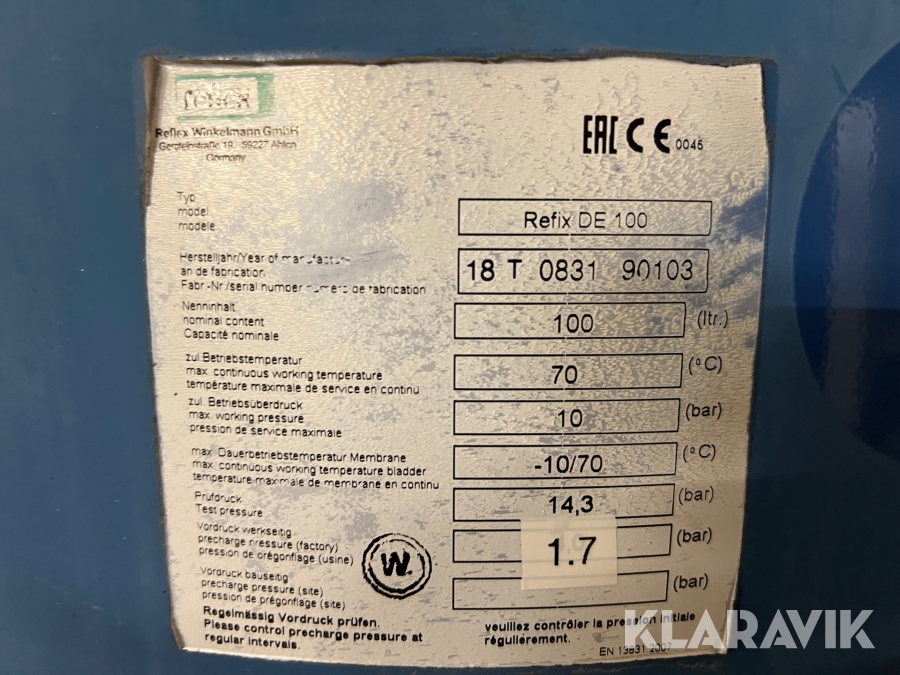 reflex
Reflex Winkelmann GmbH
Gersteinstraße 19, 59227 Ahlen
Germany
EAC CE 0045
Typ
model
modele
Refix DE 100
Herstelljahr/Year of manufacture
an de fabrication
Fabr.-Nr./serial number numero de fabrication
18 T 0831 90103
Nenninhalt
nominal content
Capacité nominale
100 (ltr.)
zul.Betriebstemperatur
max. continuous working temperature
température maximale de service en continu
70 (°C)
zul. Betriebsüberdruck
max. working pressure
pression de service maximale
10 (bar)
max. Dauerbetriebstemperatur Membrane
max. continuous working temperature bladder
temperature maximale de membrane en continu
-10/70 (°C)
Prüfdruck
Test pressure
14,3 (bar)
Vordruck werkseitig
precharge pressure (factory)
pression de prégonflage (usine)
1.7 (bar)
Vordruck bauseitig
precharge pressure (site)
pression de prégonflage (site)
(bar)
W.
Regelmässig Vordruck prüfen.
Please control precharge pressure at
regular intervals.
veuillez contrôler la pression initiale
régulièrement.
EN 13831:2007
KLARAVIK